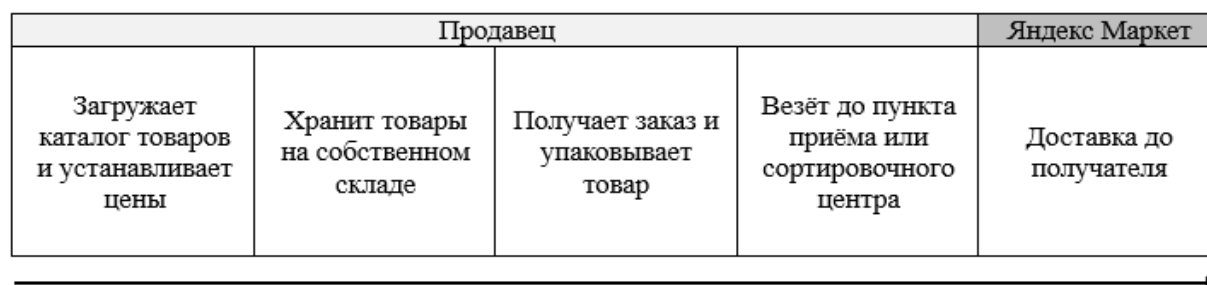 Продавец
Яндекс Маркет
Загружает
каталог товаров
и устанавливает
цены
Хранит товары
на собственном
складе
Получает заказ и
упаковывает
товар
Везёт до пункта
приёма или
сортировочного
центра
Доставка до
получателя